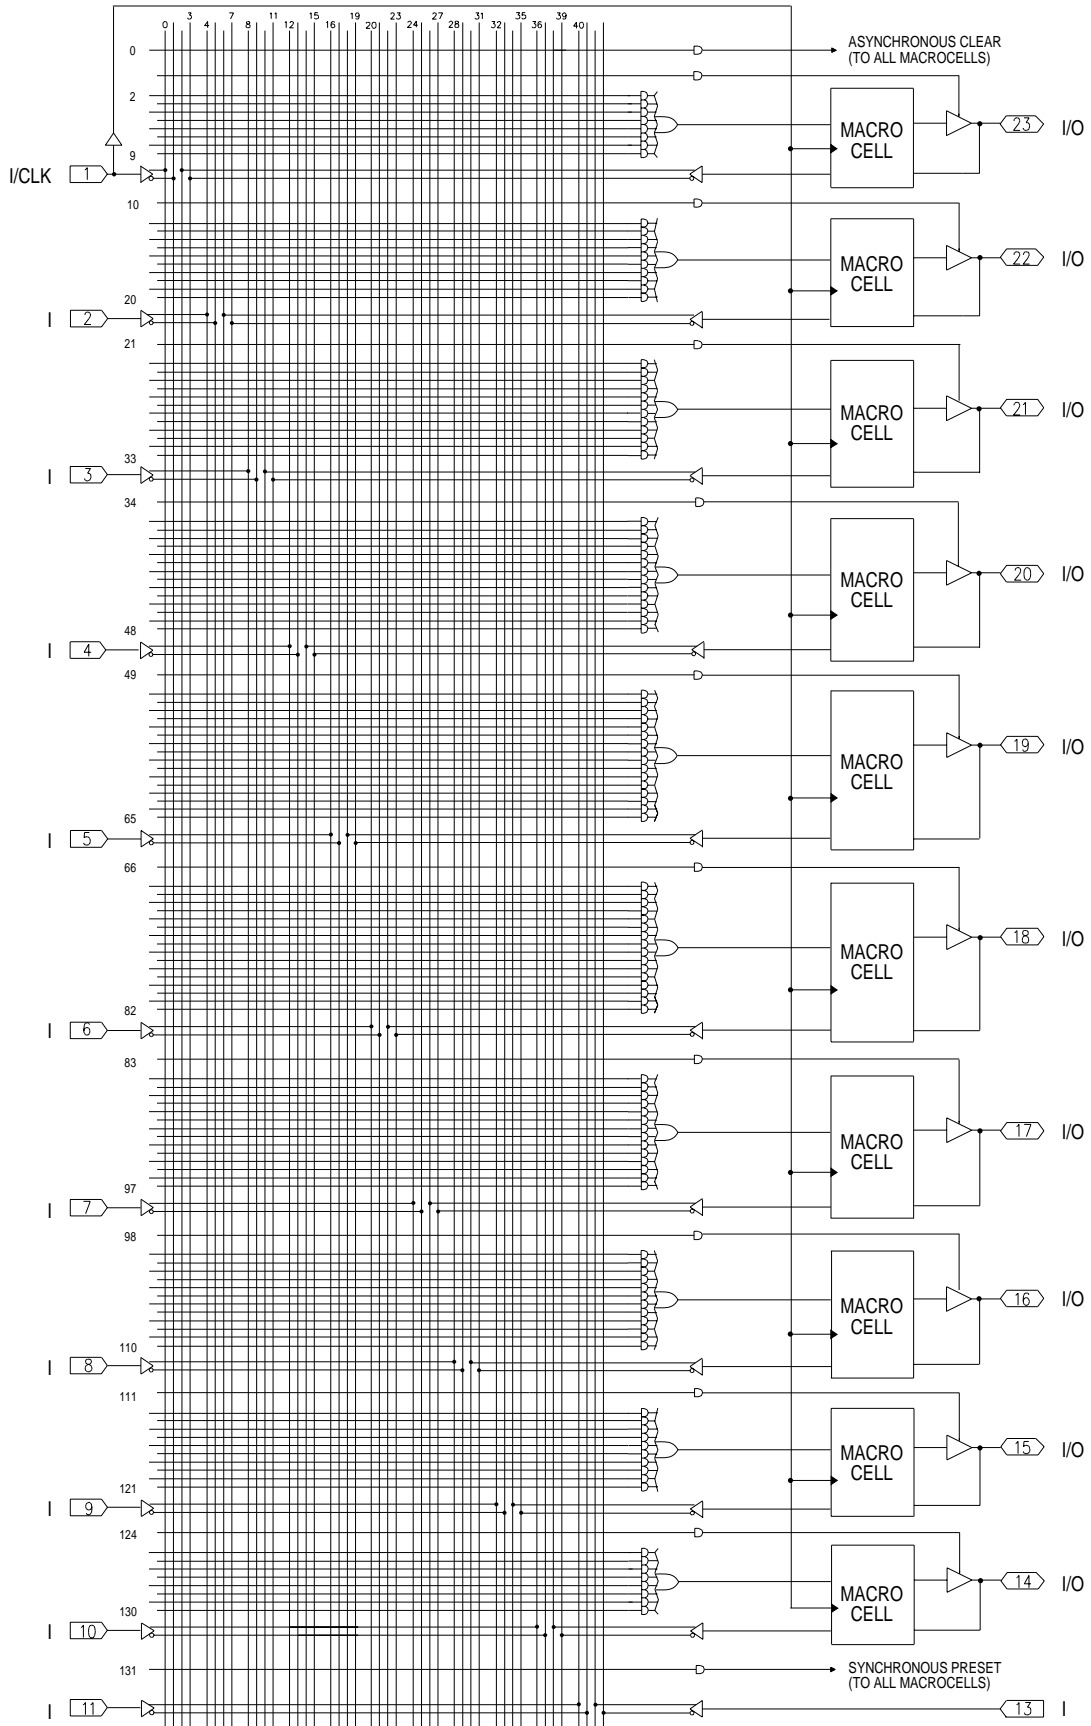 0 3 4 7 8 11 12 15 16 19 20 23 24 27 28 31 32 35 36 39 40
0
ASYNCHRONOUS CLEAR
(TO ALL MACROCELLS)
2
MACRO
CELL
23 I/O
9
I/CLK 1
10
MACRO
CELL
22 I/O
20
I 2
21
MACRO
CELL
21 I/O
33
I 3
34
MACRO
CELL
20 I/O
48
I 4
49
MACRO
CELL
19 I/O
65
I 5
66
MACRO
CELL
18 I/O
82
I 6
83
MACRO
CELL
17 I/O
97
I 7
98
MACRO
CELL
16 I/O
110
I 8
111
MACRO
CELL
15 I/O
121
I 9
124
MACRO
CELL
14 I/O
130
I 10
131
SYNCHRONOUS PRESET
(TO ALL MACROCELLS)
I 11
13 I